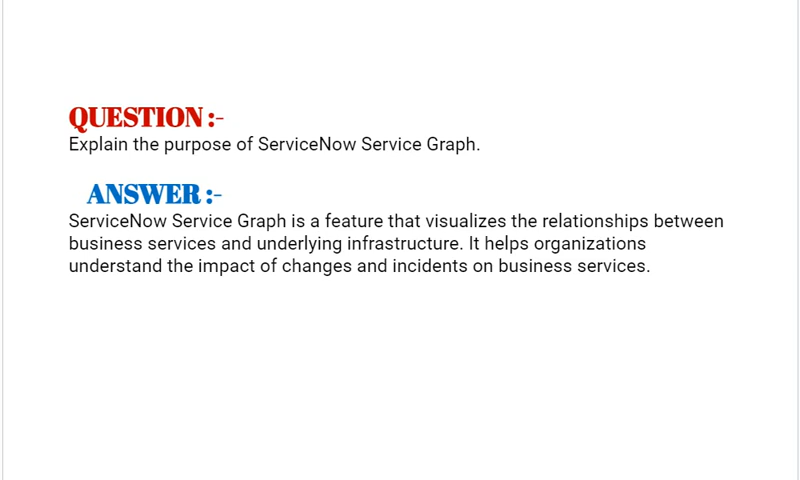 QUESTION :-
Explain the purpose of ServiceNow Service Graph.
ANSWER :-
ServiceNow Service Graph is a feature that visualizes the relationships between
business services and underlying infrastructure. It helps organizations
understand the impact of changes and incidents on business services.